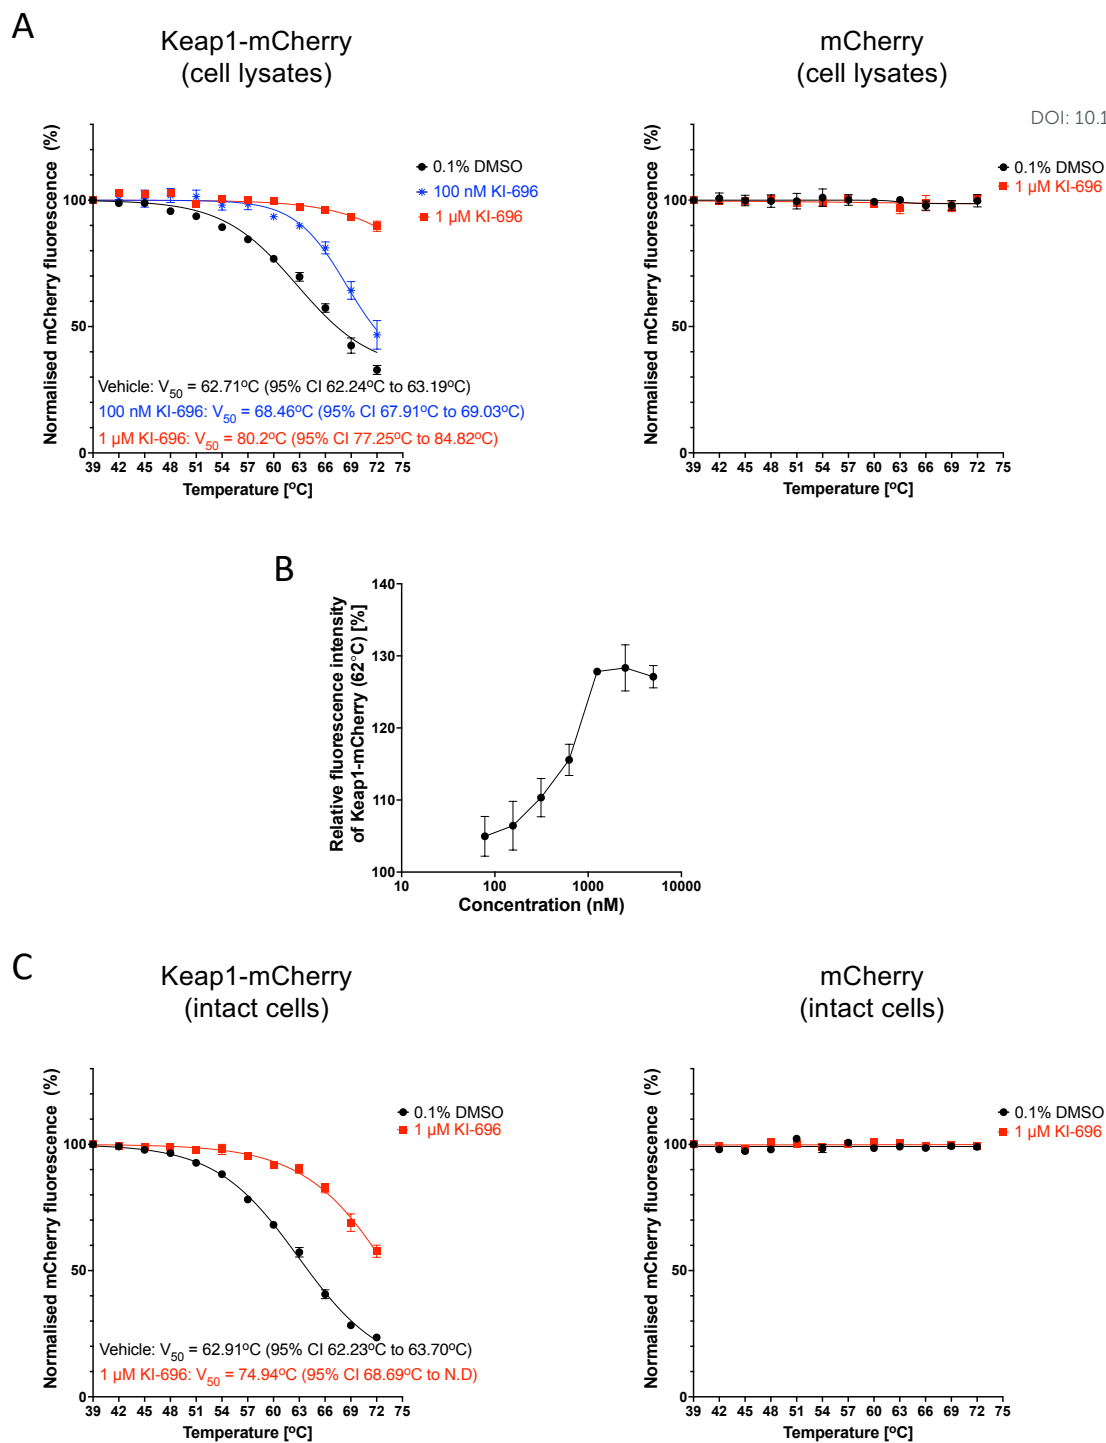 A
Keap1-mCherry
(cell lysates)
Normalised mCherry fluorescence (%)
100
50
0
39 42 45 48 51 54 57 60 63 66 69 72 75
Temperature [ºC]
0.1% DMSO
100 nM KI-696
1 µM KI-696
Vehicle: V50 = 62.71ºC (95% CI 62.24ºC to 63.19ºC)
100 nM KI-696: V50 = 68.46ºC (95% CI 67.91ºC to 69.03ºC)
1 µM KI-696: V50 = 80.2ºC (95% CI 77.25ºC to 84.82ºC)
mCherry
(cell lysates)
DOI: 10.1
Normalised mCherry fluorescence (%)
100
50
0
39 42 45 48 51 54 57 60 63 66 69 72 75
Temperature [ºC]
0.1% DMSO
1 µM KI-696
B
Relative fluorescence intensity
of Keap1-mCherry (62°C) [%]
140
130
120
110
100
10 100 1000 10000
Concentration (nM)
C
Keap1-mCherry
(intact cells)
Normalised mCherry fluorescence (%)
100
50
0
39 42 45 48 51 54 57 60 63 66 69 72 75
Temperature [ºC]
0.1% DMSO
1 µM KI-696
Vehicle: V50 = 62.91ºC (95% CI 62.23ºC to 63.70ºC)
1 µM KI-696: V50 = 74.94ºC (95% CI 68.69ºC to N.D)
mCherry
(intact cells)
Normalised mCherry fluorescence (%)
100
50
0
39 42 45 48 51 54 57 60 63 66 69 72 75
Temperature [ºC]
0.1% DMSO
1 µM KI-696